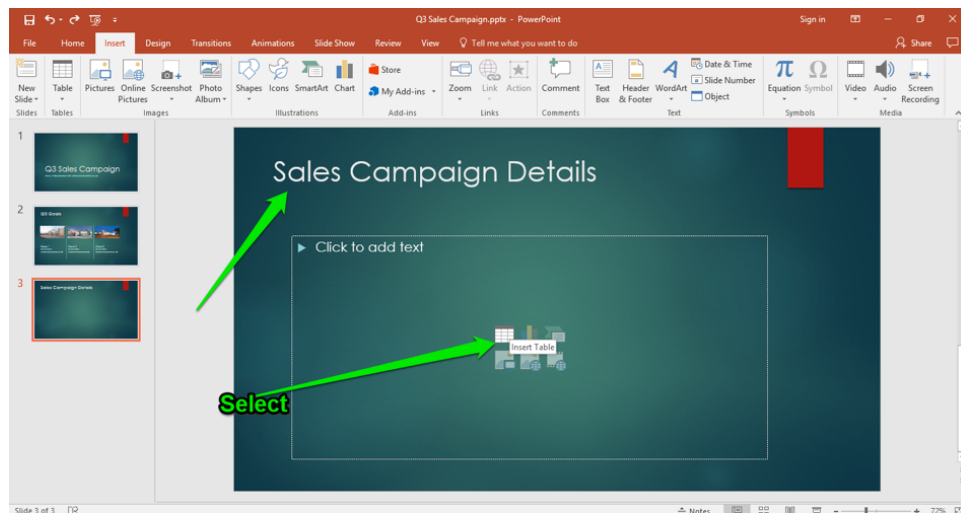 Q3 Sales Campaign.pptx - PowerPoint
Sign in
File Home Insert Design Transitions Animations Slide Show Review View Tell me what you want to do Share
New Slide
Table
Pictures
Online Pictures
Screenshot
Photo Album
Shapes
Icons
SmartArt
Chart
Store
My Add-ins
Zoom
Link
Action
Comment
Text Box
Header & Footer
WordArt
Date & Time
Slide Number
Object
Equation
Symbol
Video
Audio
Screen Recording
Slides Tables Images Illustrations Add-ins Links Comments Text Symbols Media
1
Q3 Sales Campaign
2
Q3 Goals
3
Sales Campaign Details
Sales Campaign Details
Click to add text
Insert Table
Select
Slide 3 of 3
Notes
72%